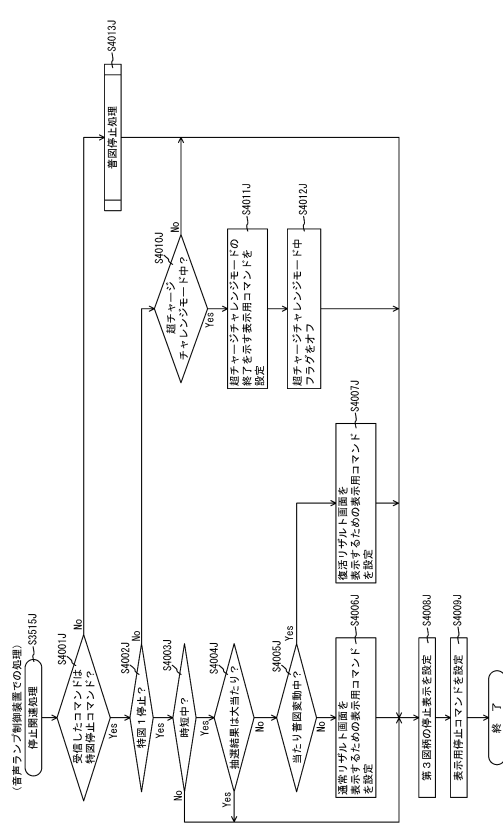 (音声ランプ制御装置での処理)
停止関連処理
S3515J
受信したコマンドは
特図停止コマンド？
S4001J
Yes
No
特図1停止？
S4002J
Yes
No
時短中？
S4003J
No
Yes
抽選結果は大当たり？
S4004J
Yes
No
当たり普図変動中？
S4005J
Yes
No
通常リザルト画面を
表示するための表示用コマンド
を設定
S4006J
復活リザルト画面を
表示するための表示用コマンド
を設定
S4007J
第3図柄の停止表示を設定
S4008J
表示用停止コマンドを設定
S4009J
終 了
超チャージ
チャレンジモード中？
S4010J
No
Yes
超チャージチャレンジモードの
終了を示す表示用コマンドを
設定
S4011J
超チャージチャレンジモード中
フラグをオフ
S4012J
普図停止処理
S4013J